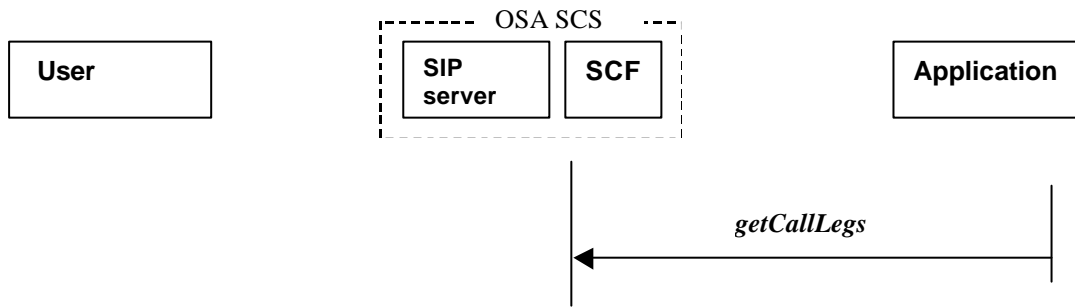 OSA SCS
User
SIP
server
SCF
Application
getCallLegs